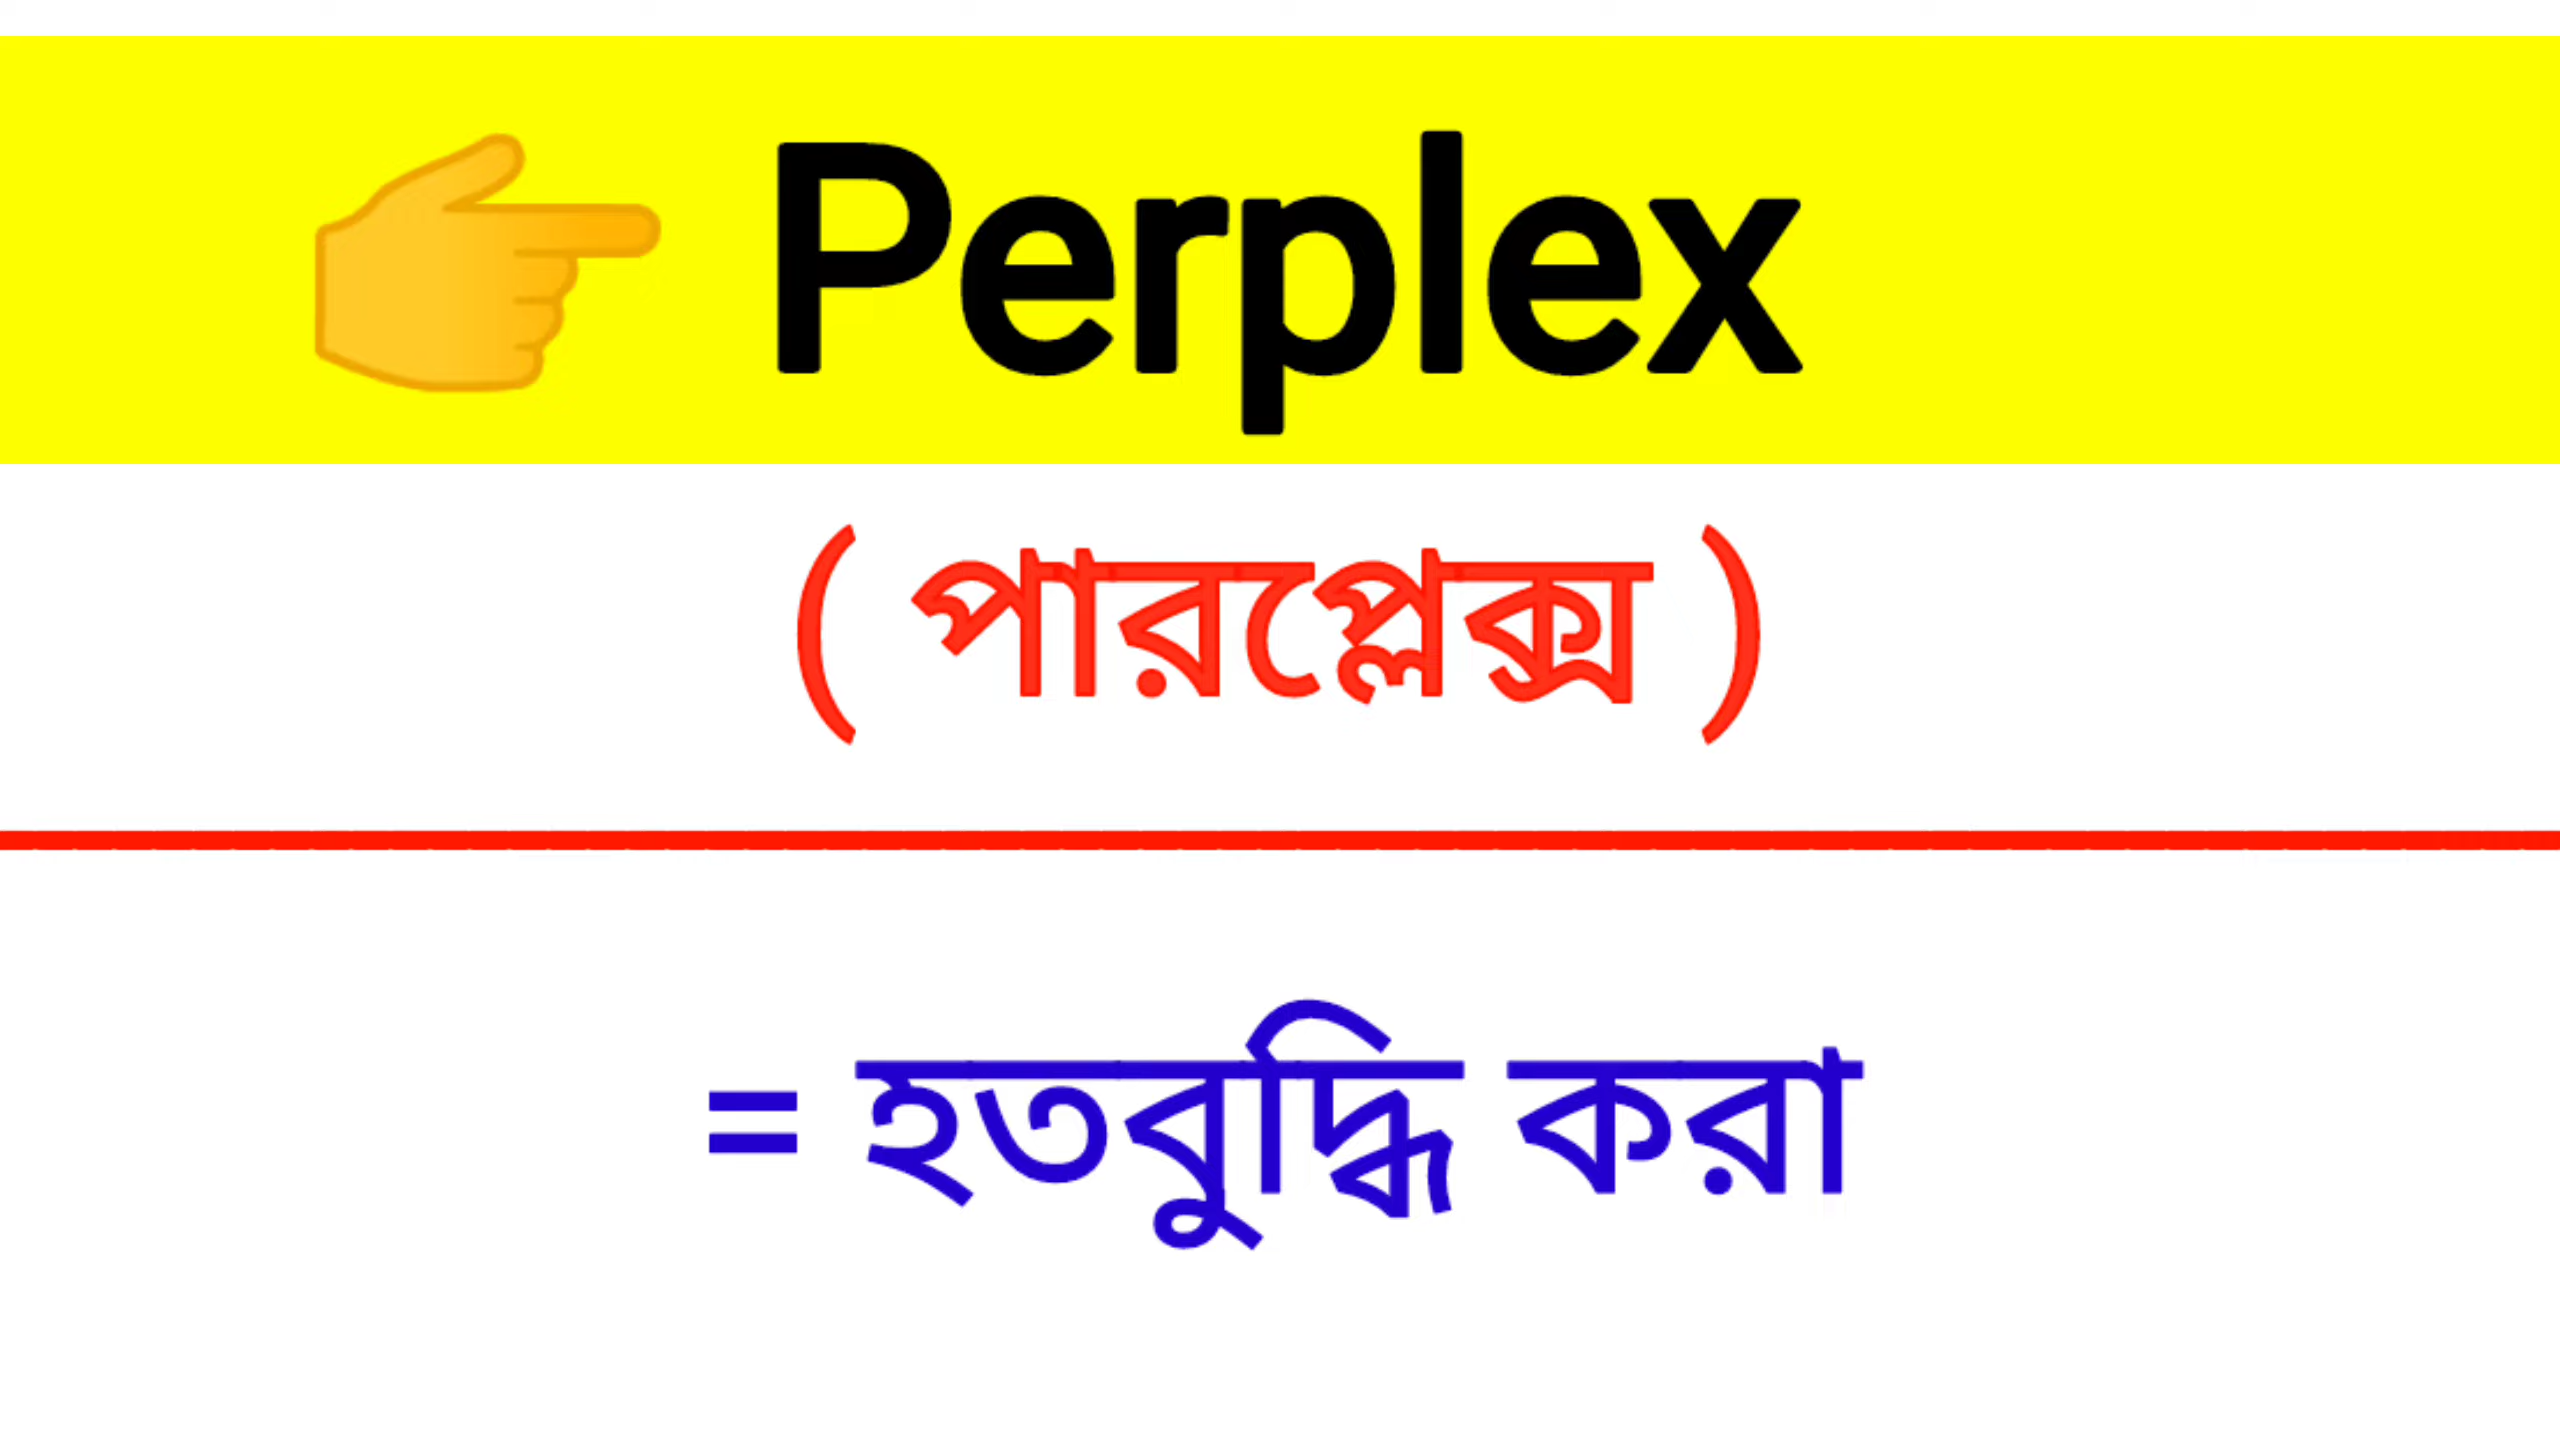 👉 Perplex
( পারপ্লেক্স )
= হতবুদ্ধি করা